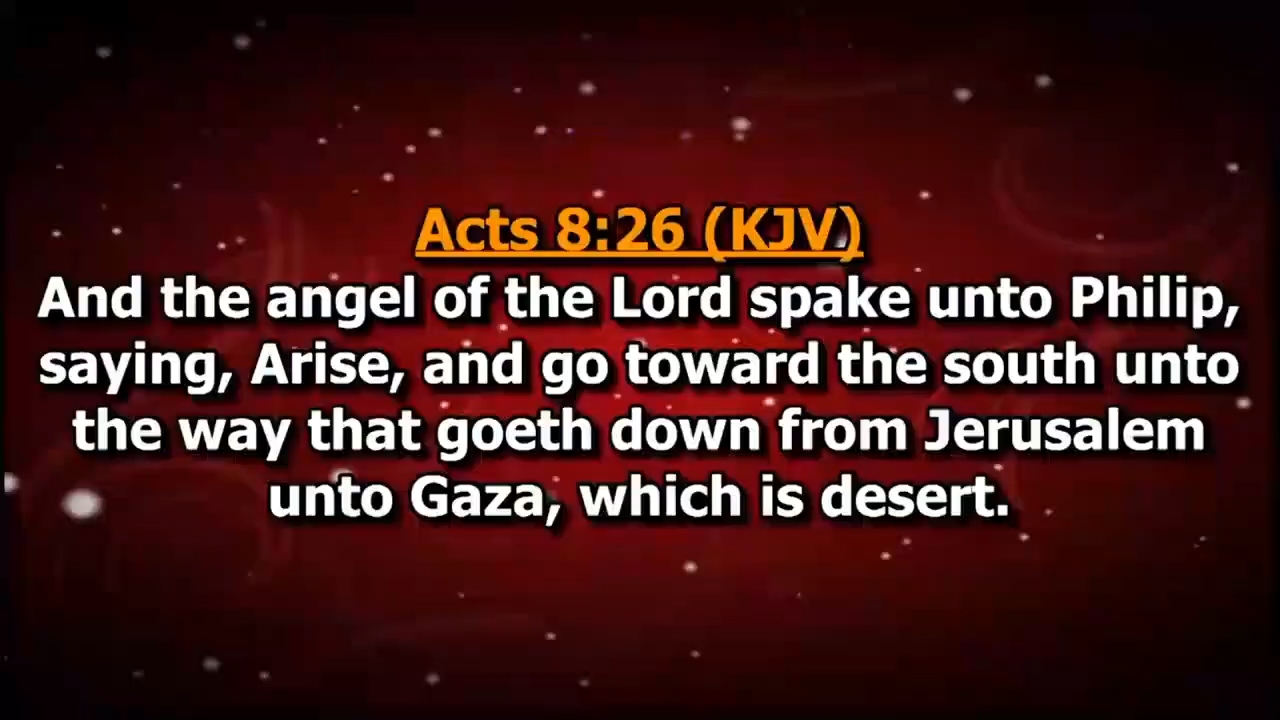 Acts 8:26 (KJV)
And the angel of the Lord spake unto Philip,
saying, Arise, and go toward the south unto
the way that goeth down from Jerusalem
unto Gaza, which is desert.